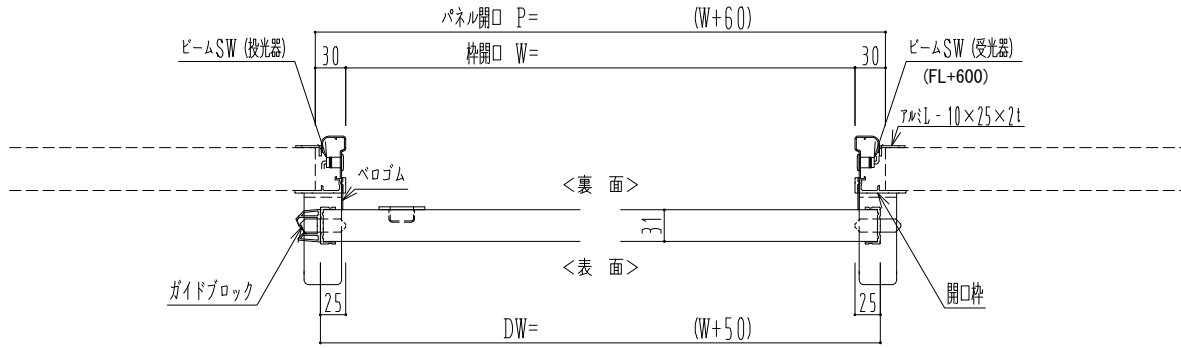 パネル開口 P= (W+60)
ビームSW (投光器)
30
枠開口 W=
30
ビームSW (受光器)
(FL+600)
アルミL - 10×25×2t
ベロゴム
<裏 面>
31
<表 面>
ガイドブロック
25
25
開口枠
DW= (W+50)